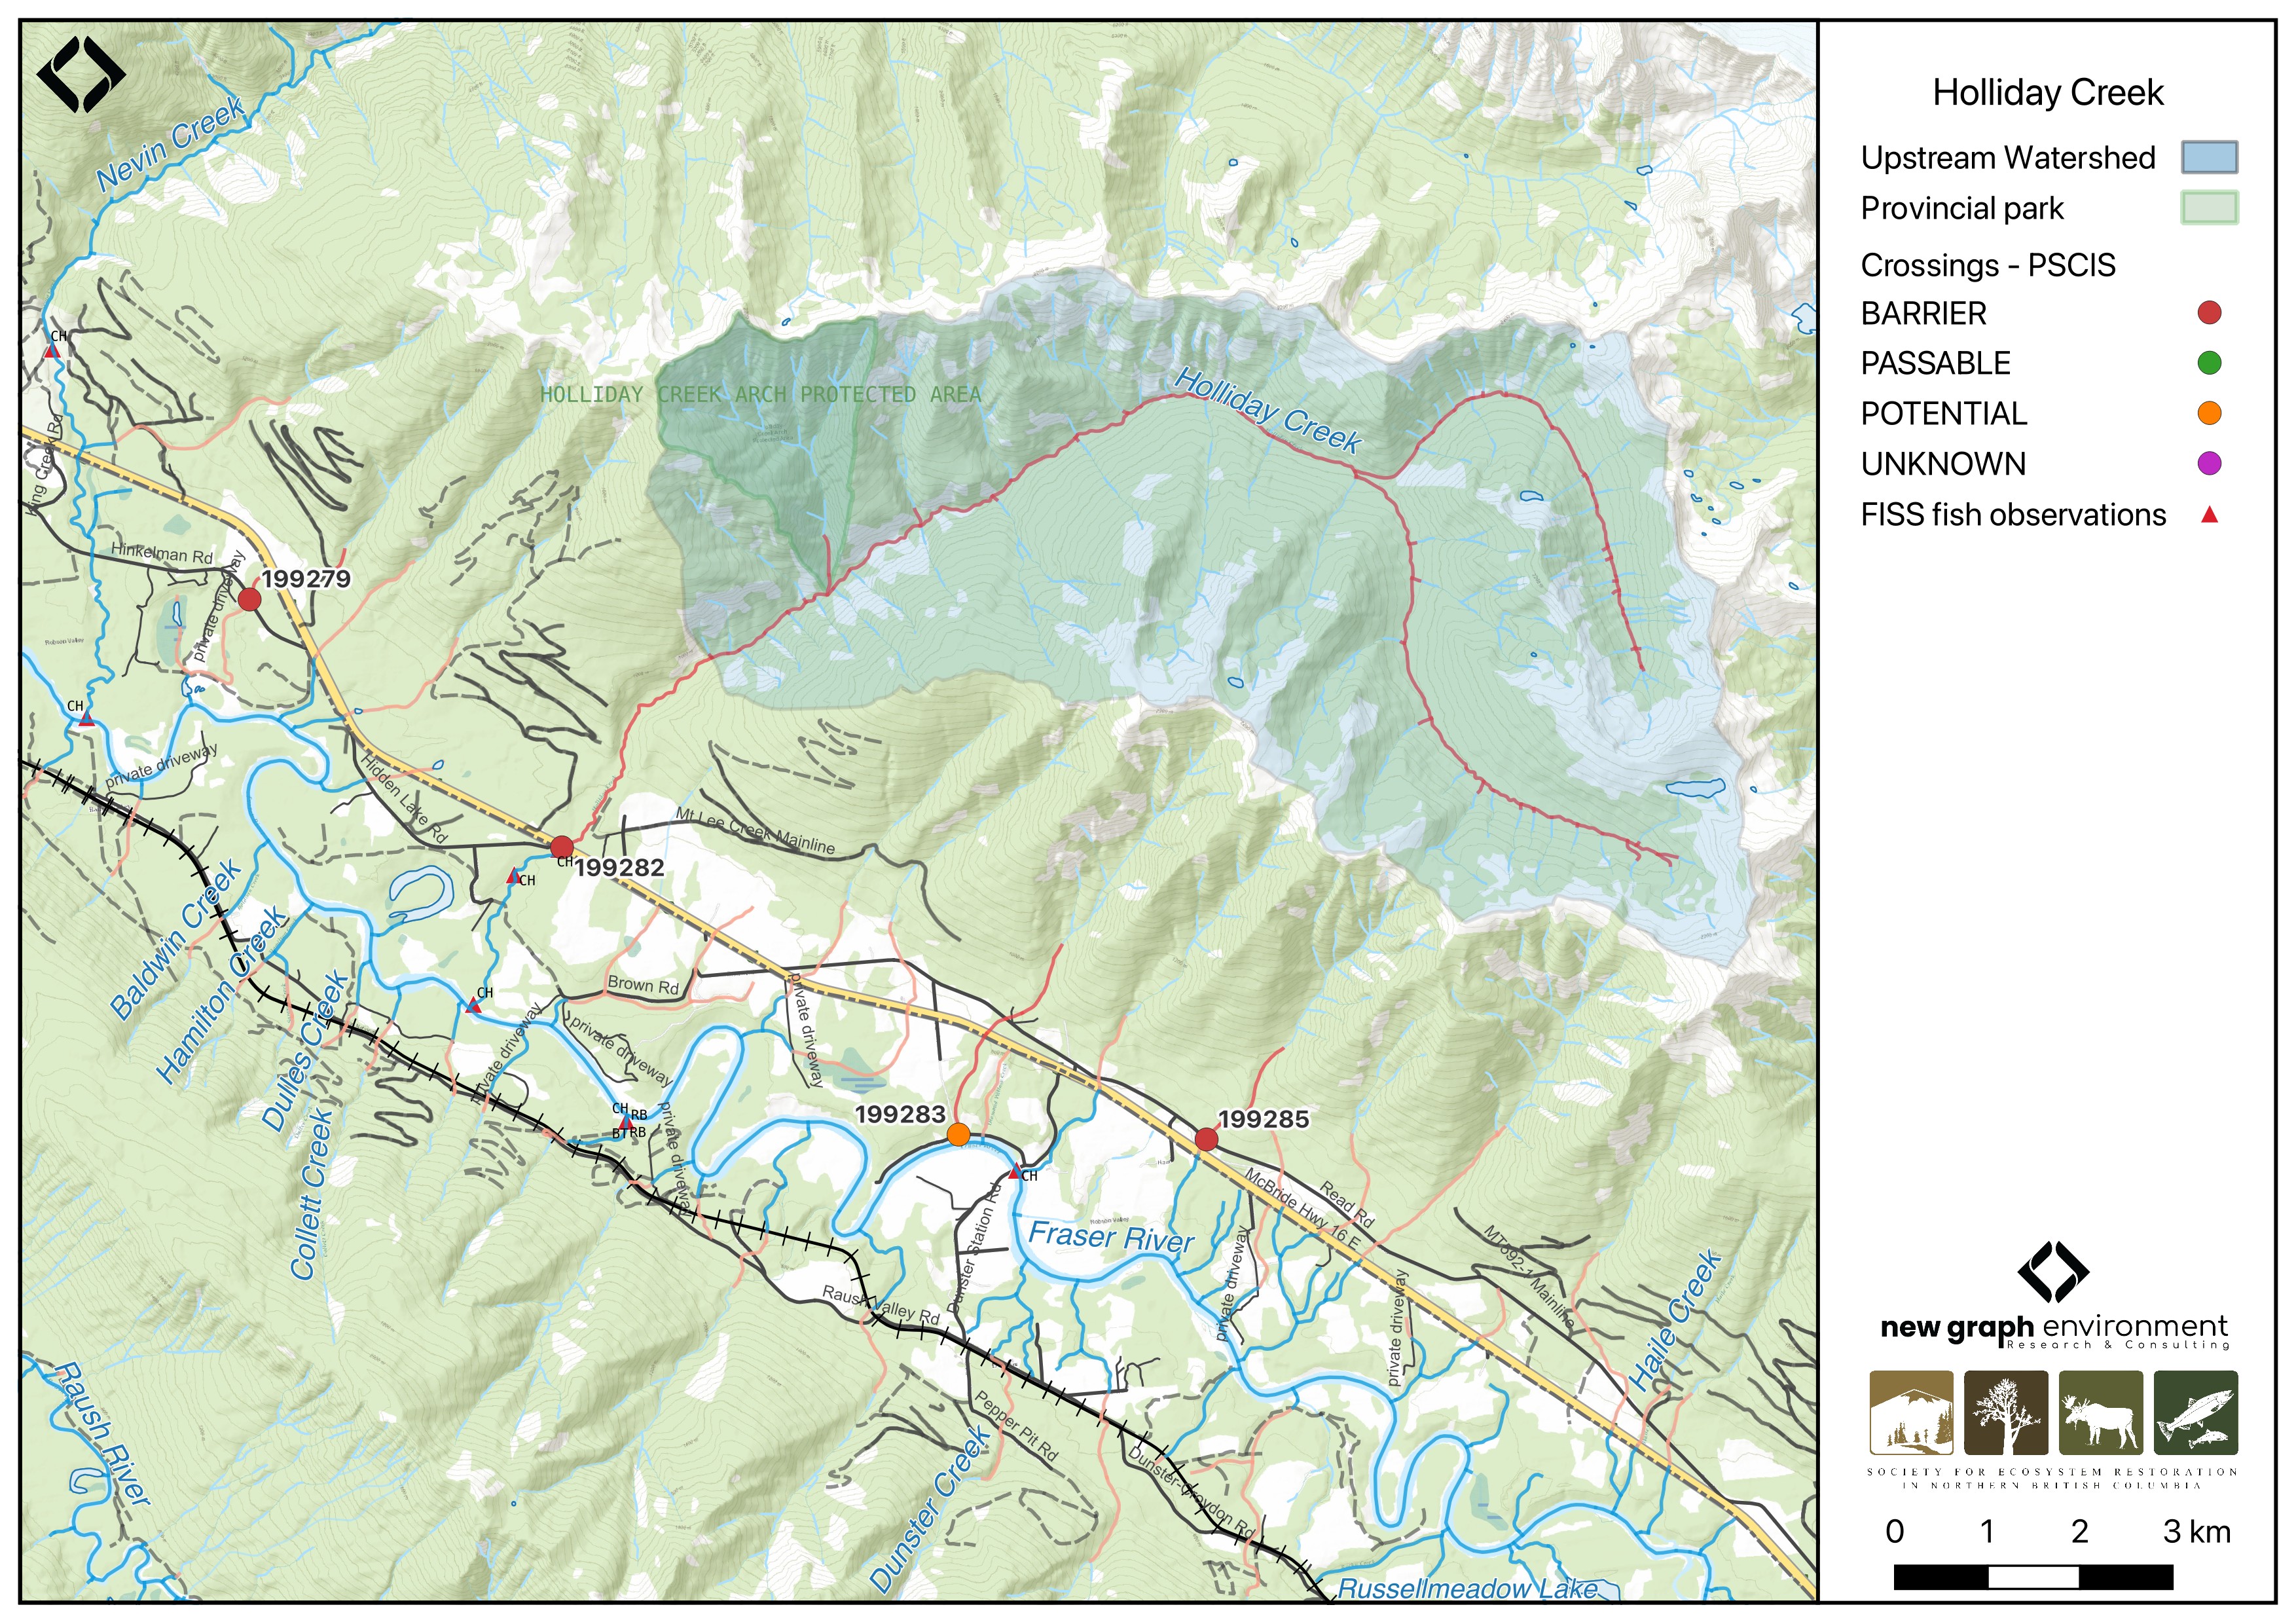 Nevin Creek
CH
King Creek Rd
Hinkelman Rd
private driveway
199279
HOLLIDAY CREEK ARCH PROTECTED AREA
Holliday Creek
Robson Valley
CH
private driveway
Hidden Lake Rd
Mt Lee Creek Mainline
CH
199282
CH
Baldwin Creek
Hamilton Creek
Dulles Creek
Collett Creek
CH
Brown Rd
private driveway
private driveway
private driveway
private driveway
CH
RB
BTRB
199283
199285
CH
McBride Hwy 16 E
Read Rd
Robson Valley
Fraser River
Dunster Station Rd
private driveway
private driveway
MT592-1 Mainline
Haile Creek
Raush Valley Rd
Raush River
Pepper Pit Rd
Dunster Creek
Dunster-Croydon Rd
Russellmeadow Lake
Holliday Creek
Upstream Watershed
Provincial park
Crossings - PSCIS
BARRIER
PASSABLE
POTENTIAL
UNKNOWN
FISS fish observations
new graph environment
Research & Consulting
SOCIETY FOR ECOSYSTEM RESTORATION
IN NORTHERN BRITISH COLUMBIA
0 1 2 3 km